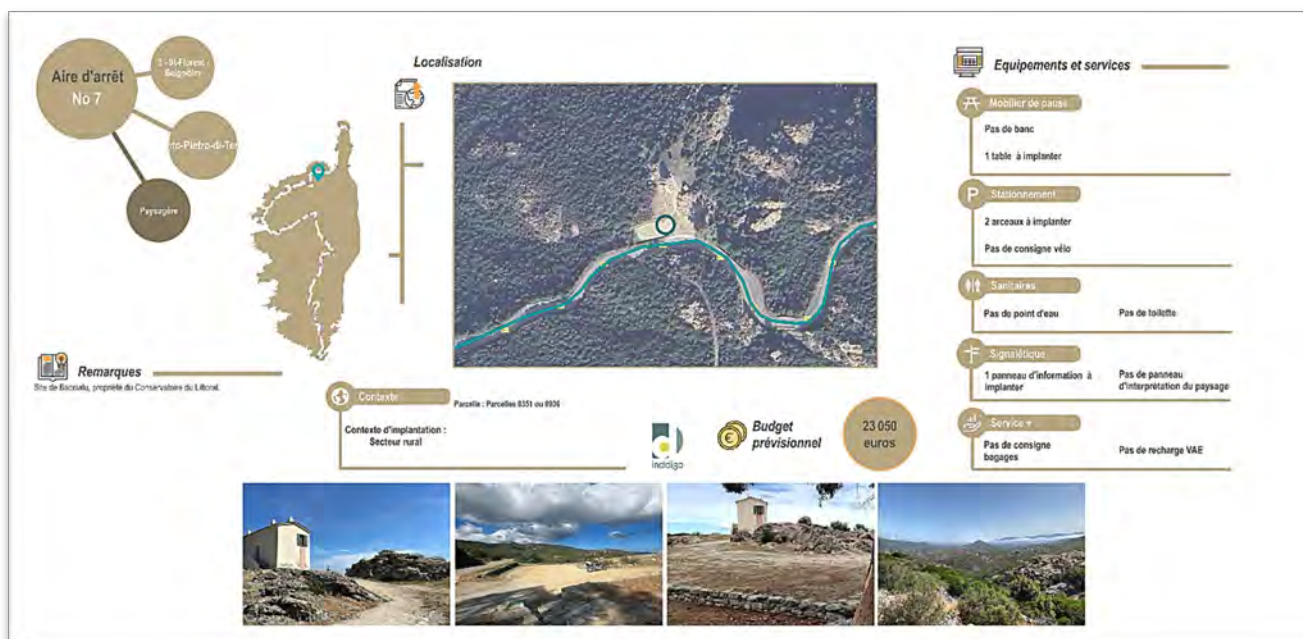 Aire d'arrêt
No 7
Paysagère
Localisation
Equipements et services
Mobilier de pause
Pas de banc
1 table à implanter
Stationnement
2 arceaux à implanter
Pas de consigne vélo
Sanitaires
Pas de point d'eau
Pas de toilette
Signalétique
1 panneau d'information à
implanter
Pas de panneau
d'interprétation du paysage
Service +
Pas de consigne
bagages
Pas de recharge VAE
Remarques
propriété du Conservatoire du Littoral.
Contexte
Parcelle : Parcelles
Contexte d'implantation :
Secteur rural
inddigo
Budget
prévisionnel
23 050
euros